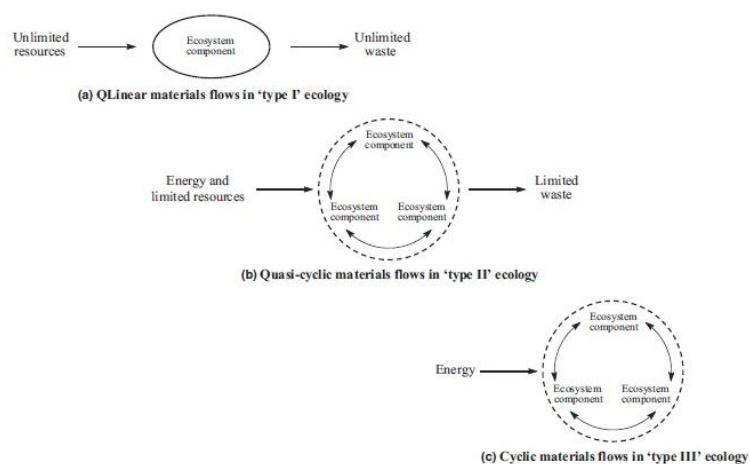 Unlimited
resources
Ecosystem
component
Unlimited
waste
(a) QLinear materials flows in ‘type I’ ecology
Energy and
limited resources
Ecosystem
component
Ecosystem
component
Ecosystem
component
Limited
waste
(b) Quasi-cyclic materials flows in ‘type II’ ecology
Energy
Ecosystem
component
Ecosystem
component
Ecosystem
component
(c) Cyclic materials flows in ‘type III’ ecology